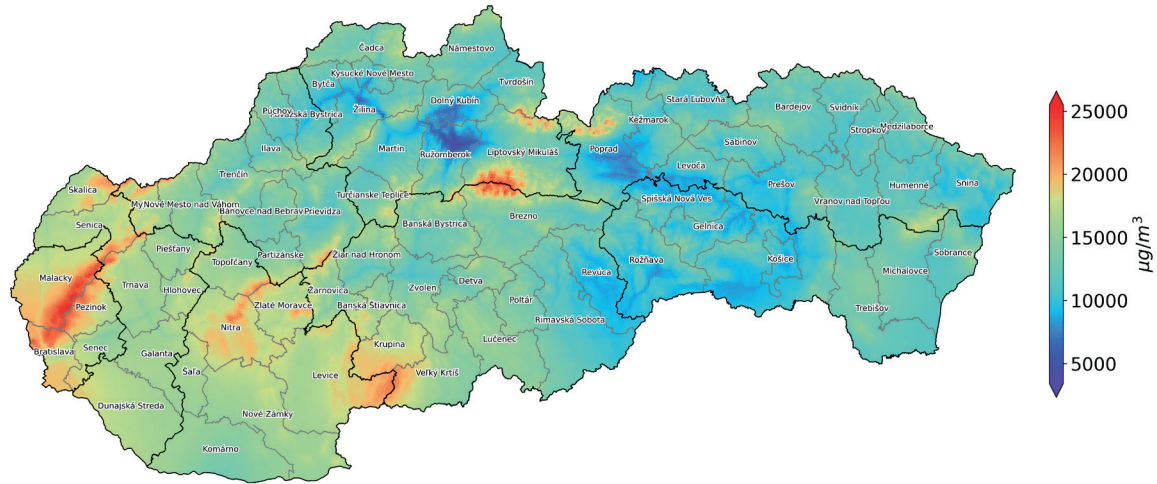 Čadca
Námestovo
Kysucké Nové Mesto
Bytča
Tvrdošín
Dolný Kubín
Stará Ľubovňa
Púchov
Považská Bystrica
Žilina
Kežmarok
Bardejov
Svidník
Stropkov
Medzilaborce
Ilava
Martin
Ružomberok
Liptovský Mikuláš
Poprad
Sabinov
Levoča
Trenčín
Prešov
Humenné
Snina
Skalica
Turčianske Teplice
Spišská Nová Ves
Vranov nad Topľou
Nové Mesto nad Váhom
Bánovce nad Bebrav
Prievidza
Brezno
Senica
Banská Bystrica
Gelnica
Piešťany
Topoľčany
Partizánske
Žiar nad Hronom
Rožňava
Košice
Sobrance
Michalovce
Malacky
Trnava
Hlohovec
Žarnovica
Zvolen
Detva
Revúca
Pezinok
Zlaté Moravce
Banská Štiavnica
Poltár
Trebišov
Nitra
Rimavská Sobota
Bratislava
Senec
Galanta
Krupina
Lučenec
Šaľa
Levice
Veľký Krtíš
Dunajská Streda
Nové Zámky
Komárno
25000
20000
15000
10000
5000
μg/m³